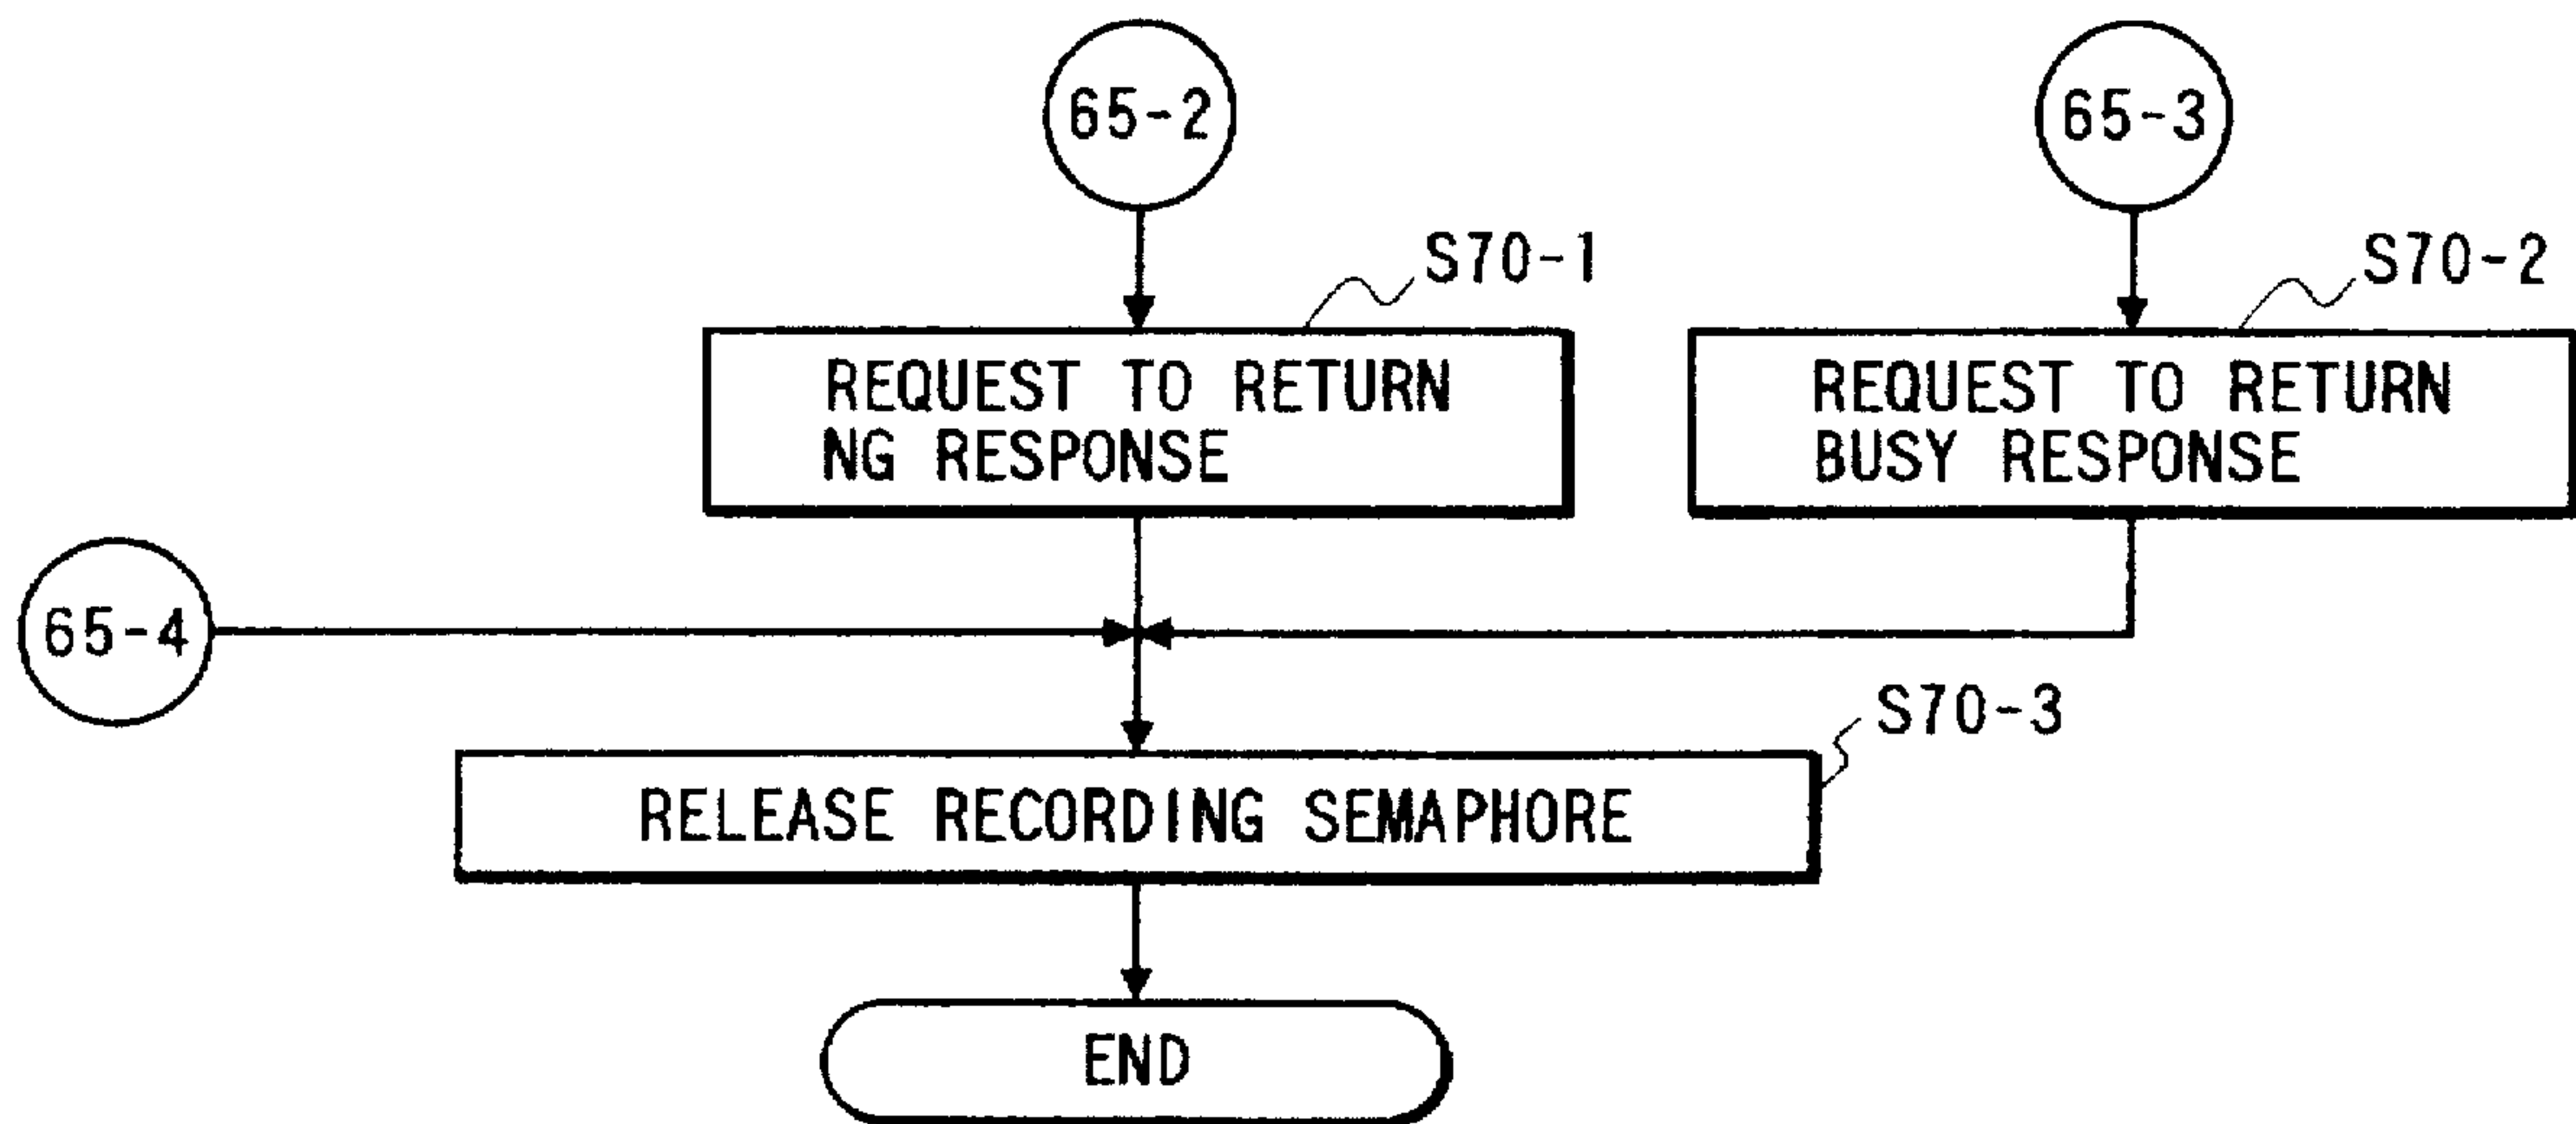 65-2
65-3
S70-1
S70-2
REQUEST TO RETURN
NG RESPONSE
REQUEST TO RETURN
BUSY RESPONSE
65-4
S70-3
RELEASE RECORDING SEMAPHORE
END